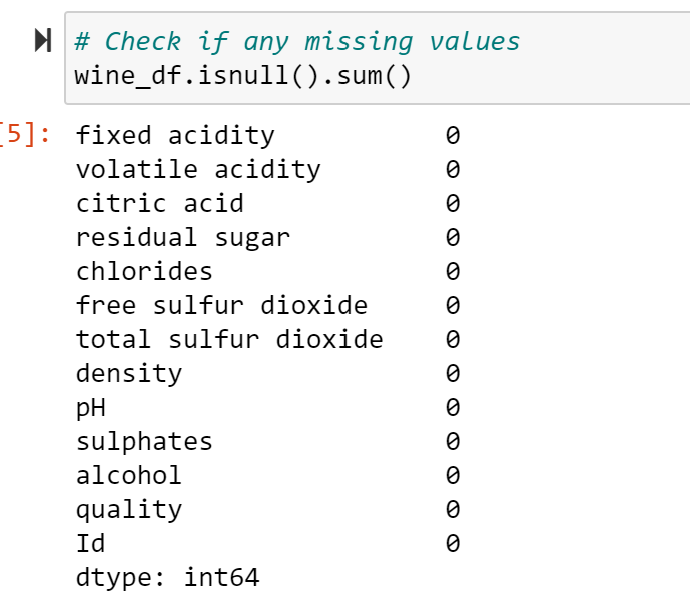 # Check if any missing values
wine_df.isnull().sum()
[5]: fixed acidity 0
volatile acidity 0
citric acid 0
residual sugar 0
chlorides 0
free sulfur dioxide 0
total sulfur dioxide 0
density 0
pH 0
sulphates 0
alcohol 0
quality 0
Id 0
dtype: int64